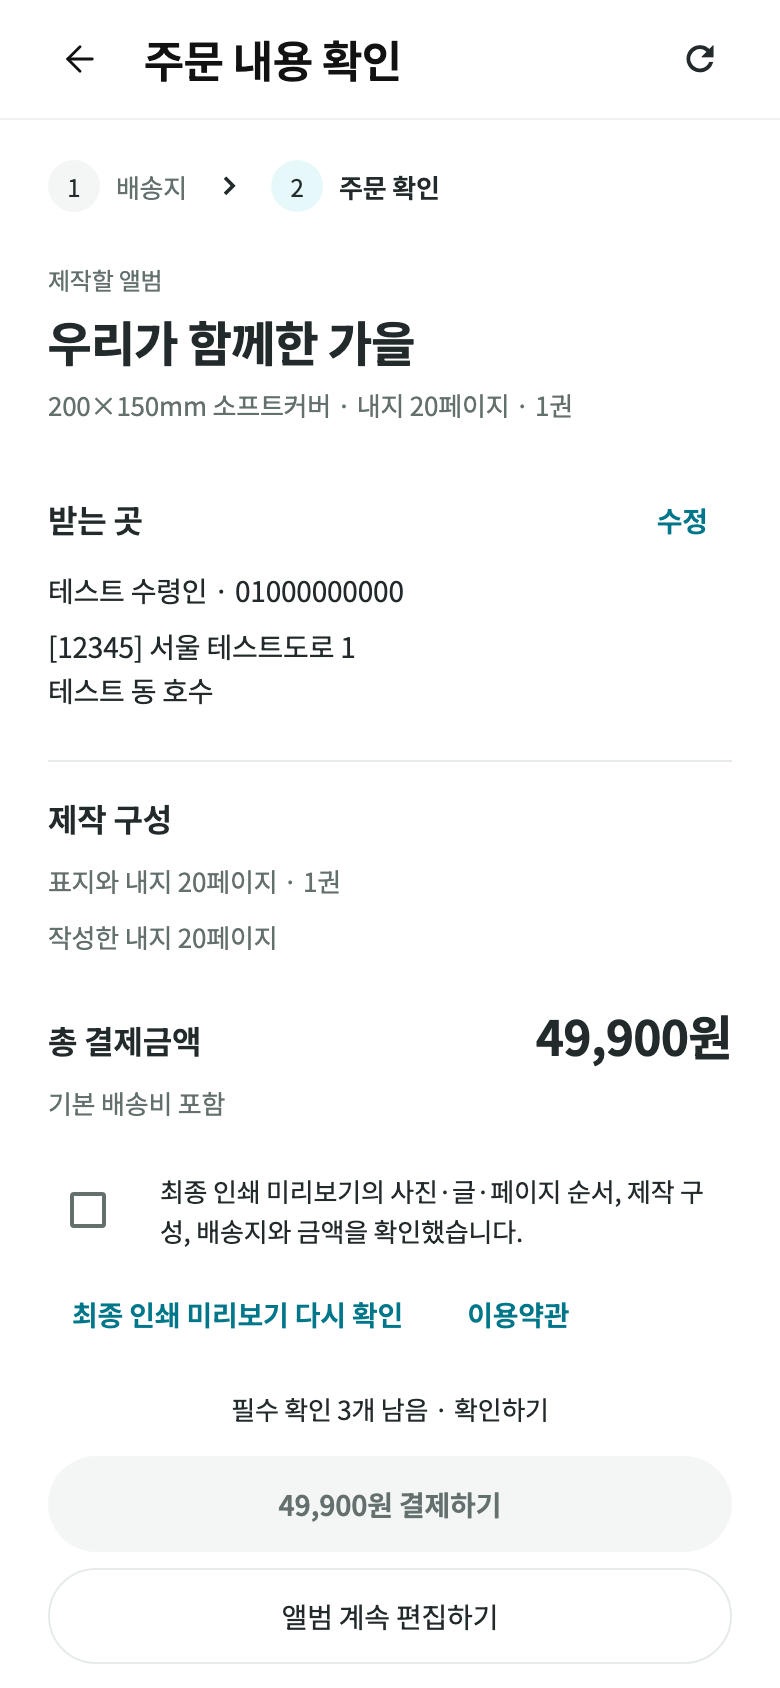 주문 내용 확인
1 배송지 2 주문 확인
제작할 앨범
우리가 함께한 가을
200×150mm 소프트커버 · 내지 20페이지 · 1권
받는 곳 수정
테스트 수령인 · 01000000000
[12345] 서울 테스트도로 1
테스트 동 호수
제작 구성
표지와 내지 20페이지 · 1권
작성한 내지 20페이지
총 결제금액 49,900원
기본 배송비 포함
최종 인쇄 미리보기의 사진·글·페이지 순서, 제작 구
성, 배송지와 금액을 확인했습니다.
최종 인쇄 미리보기 다시 확인 이용약관
필수 확인 3개 남음 · 확인하기
49,900원 결제하기
앨범 계속 편집하기